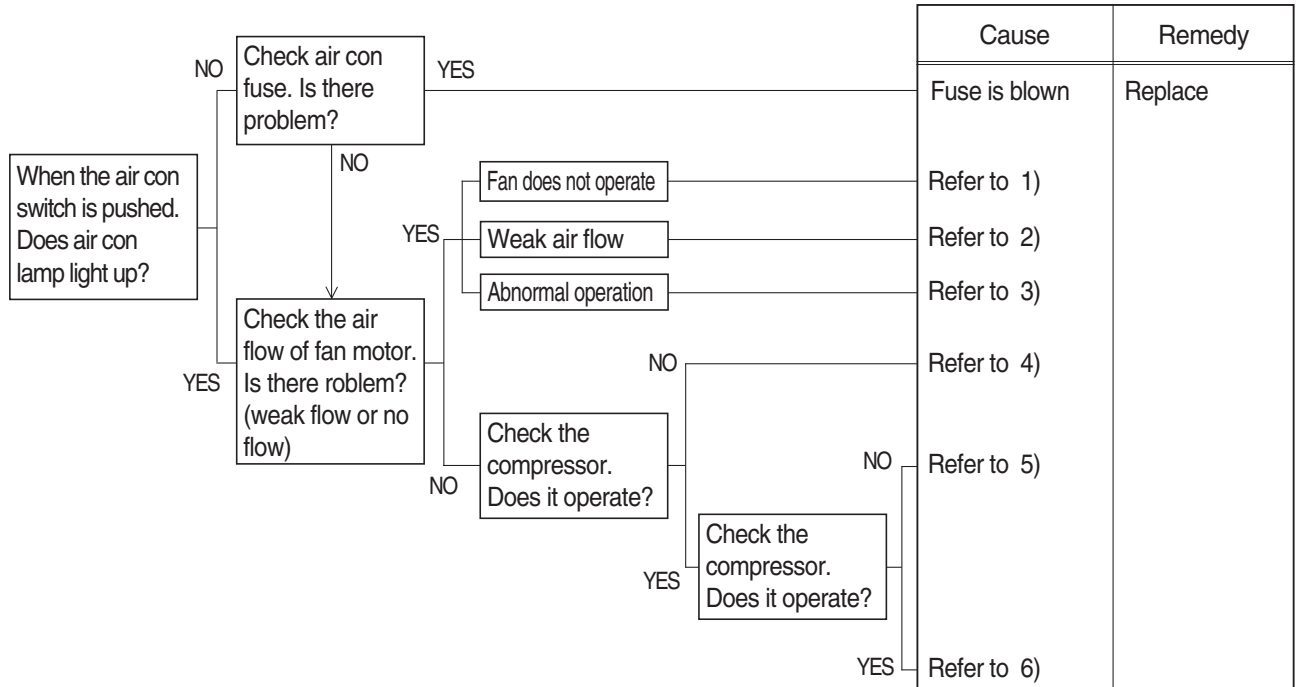 Cause
Remedy
NO
Check air con
fuse. Is there
problem?
YES
Fuse is blown
Replace
NO
When the air con
switch is pushed.
Does air con
lamp light up?
YES
Fan does not operate
Refer to 1)
Weak air flow
Refer to 2)
Abnormal operation
Refer to 3)
YES
Check the air
flow of fan motor.
Is there roblem?
(weak flow or no
flow)
NO
Refer to 4)
NO
Check the
compressor.
Does it operate?
NO
Refer to 5)
YES
Check the
compressor.
Does it operate?
YES
Refer to 6)